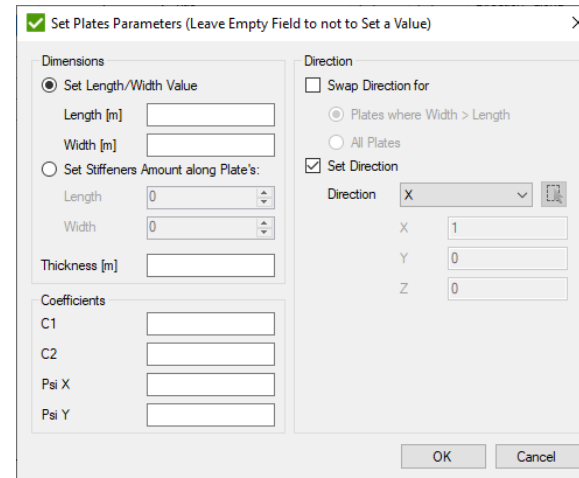 Set Plates Parameters (Leave Empty Field to not to Set a Value)
Dimensions
Set Length/Width Value
Length [m]
Width [m]
Set Stiffeners Amount along Plate's:
Length 0
Width 0
Thickness [m]
Coefficients
C1
C2
Psi X
Psi Y
Direction
Swap Direction for
Plates where Width > Length
All Plates
Set Direction
Direction X
X 1
Y 0
Z 0
OK Cancel